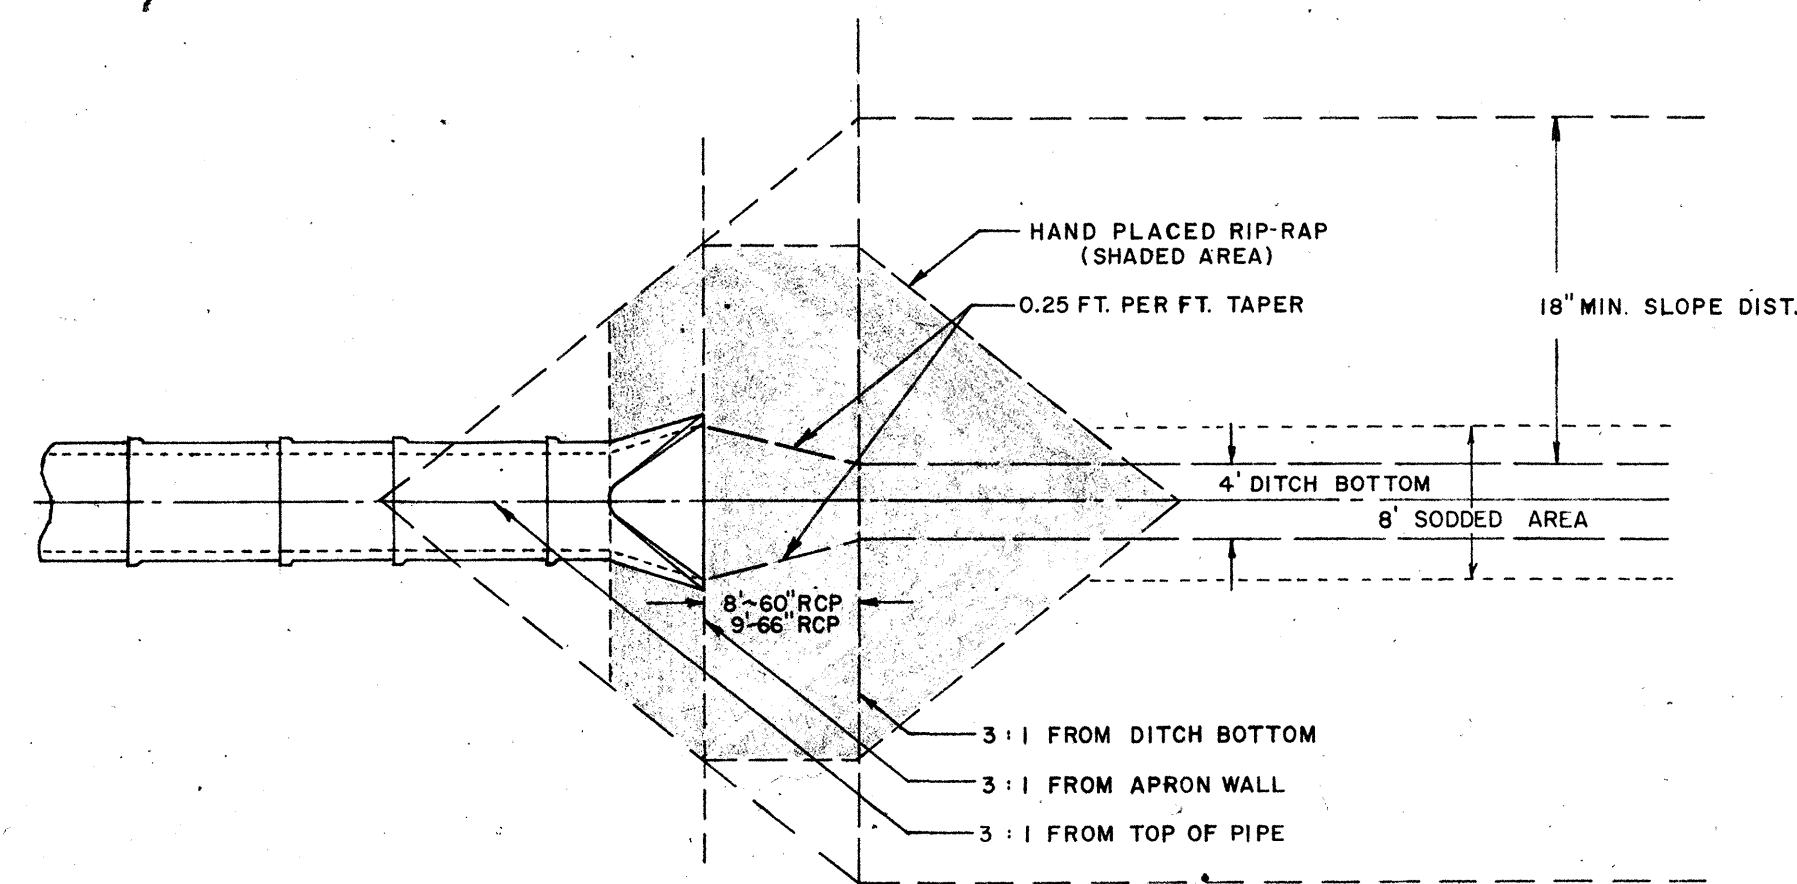 HAND PLACED RIP-RAP
(SHADED AREA)
0.25 FT. PER FT. TAPER
18" MIN. SLOPE DIST.
4' DITCH BOTTOM
8' SODDED AREA
8'~60" RCP
9'-66" RCP
3 : 1 FROM DITCH BOTTOM
3 : 1 FROM APRON WALL
3 : 1 FROM TOP OF PIPE